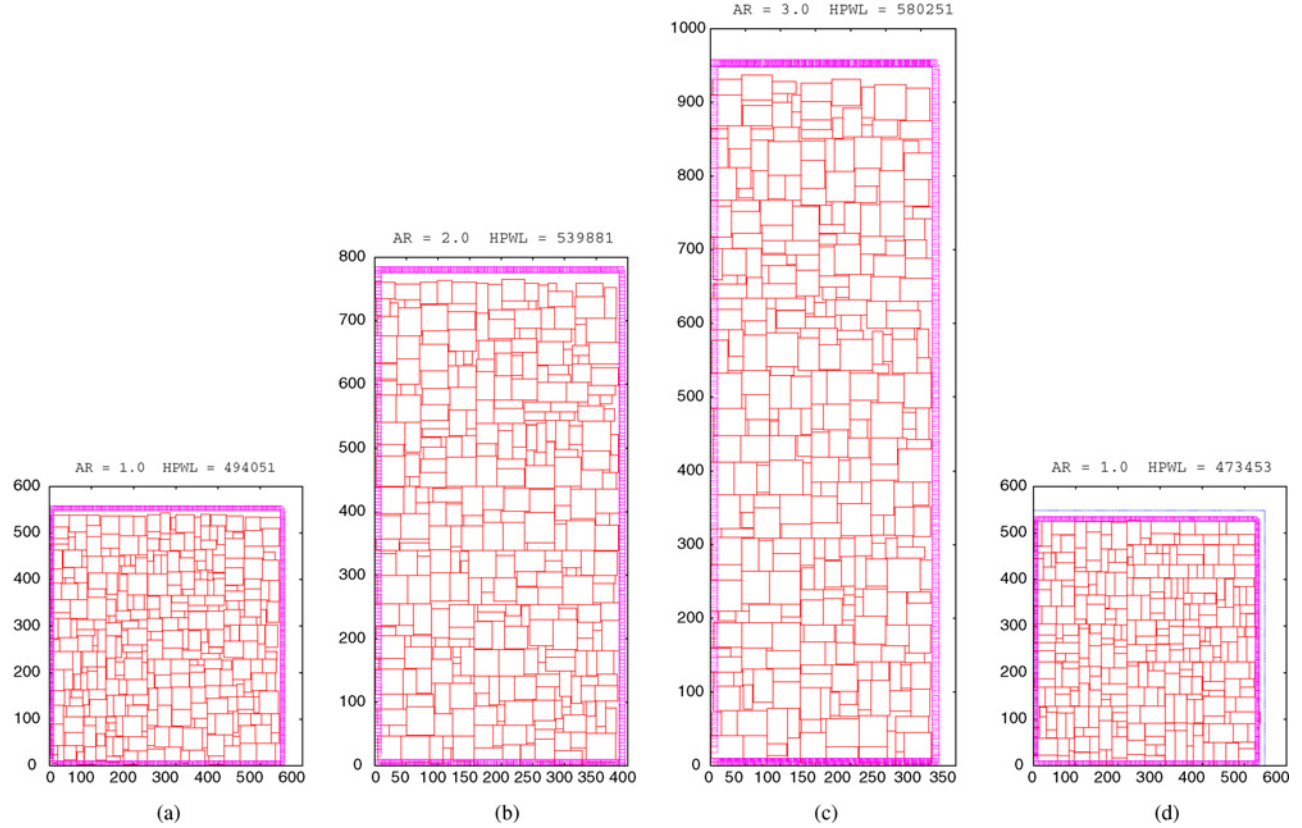 AR = 3.0 HPWL = 580251
1000
900
800
700
600
500
400
300
200
100
0
0 50 100 150 200 250 300 350
(c)
AR = 2.0 HPWL = 539881
800
700
600
500
400
300
200
100
0
0 50 100 150 200 250 300 350 400
(b)
AR = 1.0 HPWL = 494051
600
500
400
300
200
100
0
0 100 200 300 400 500 600
(a)
AR = 1.0 HPWL = 473453
600
500
400
300
200
100
0
0 100 200 300 400 500 600
(d)